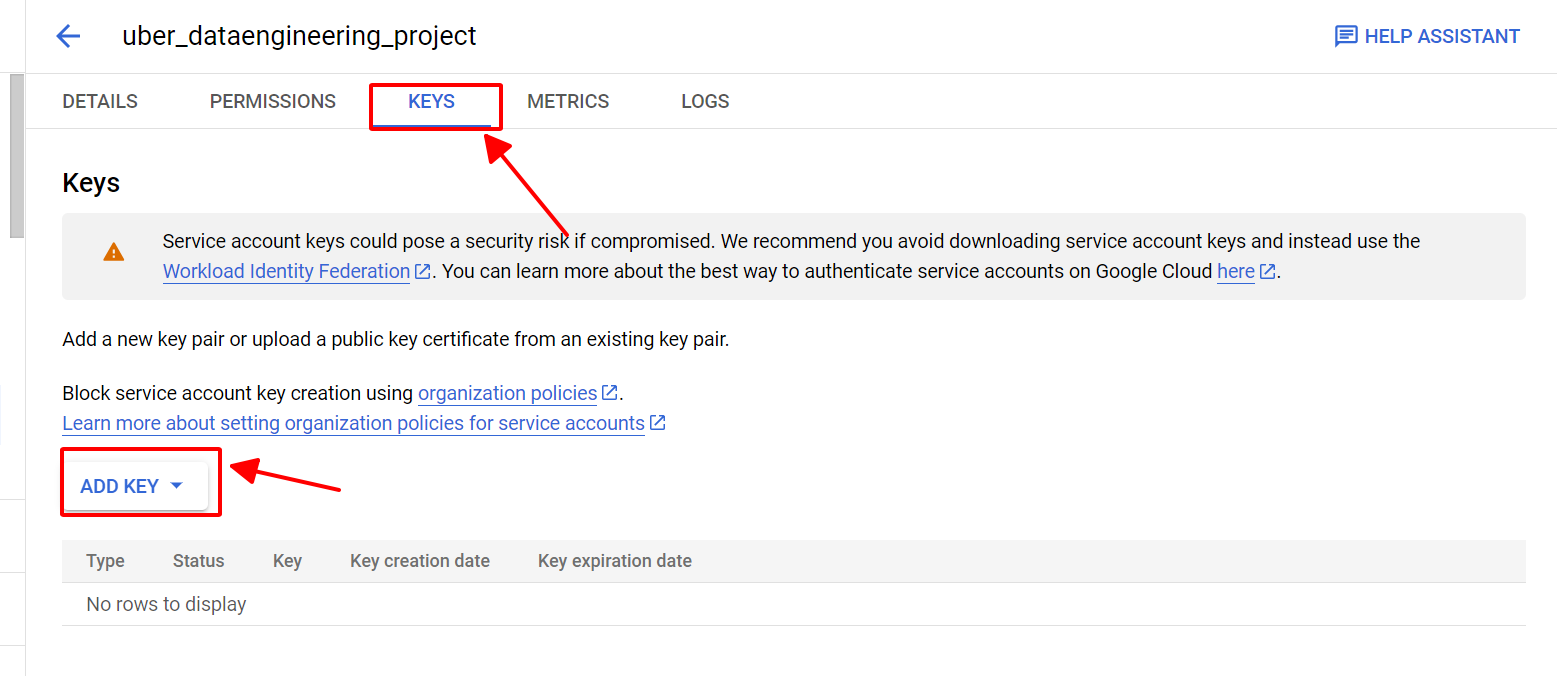 uber_dataengineering_project
HELP ASSISTANT
DETAILS PERMISSIONS KEYS METRICS LOGS
Keys
Service account keys could pose a security risk if compromised. We recommend you avoid downloading service account keys and instead use the
Workload Identity Federation. You can learn more about the best way to authenticate service accounts on Google Cloud here.
Add a new key pair or upload a public key certificate from an existing key pair.
Block service account key creation using organization policies.
Learn more about setting organization policies for service accounts
ADD KEY
Type Status Key Key creation date Key expiration date
No rows to display